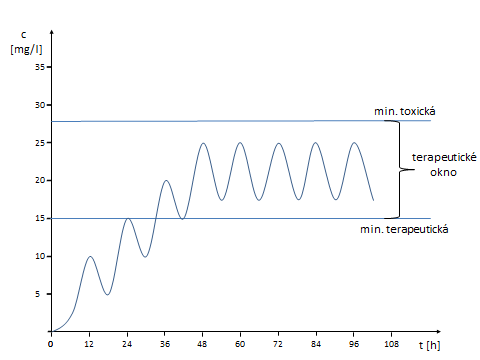 c
[mg/l]
35
30
25
20
15
10
5
min. toxická
terapeutické
okno
min. terapeutická
0 12 24 36 48 60 72 84 96 108
t [h]